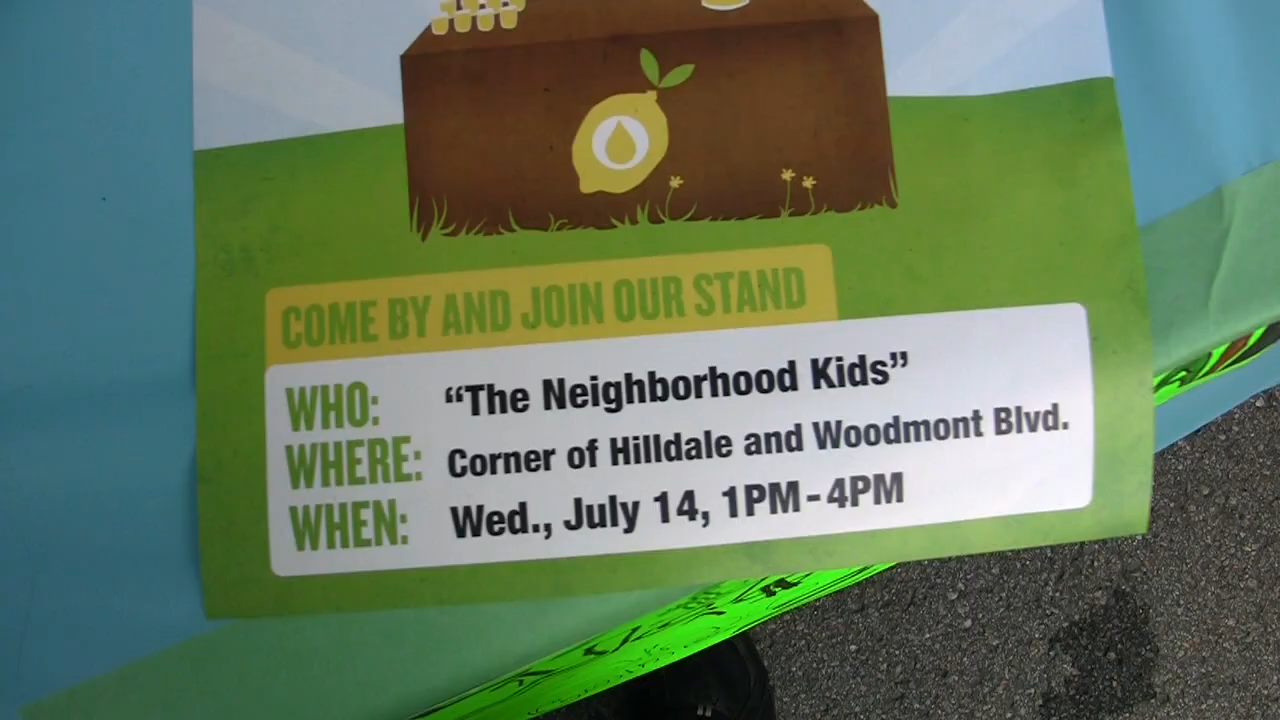 COME BY AND JOIN OUR STAND
WHO: “The Neighborhood Kids”
WHERE: Corner of Hilldale and Woodmont Blvd.
WHEN: Wed., July 14, 1PM-4PM